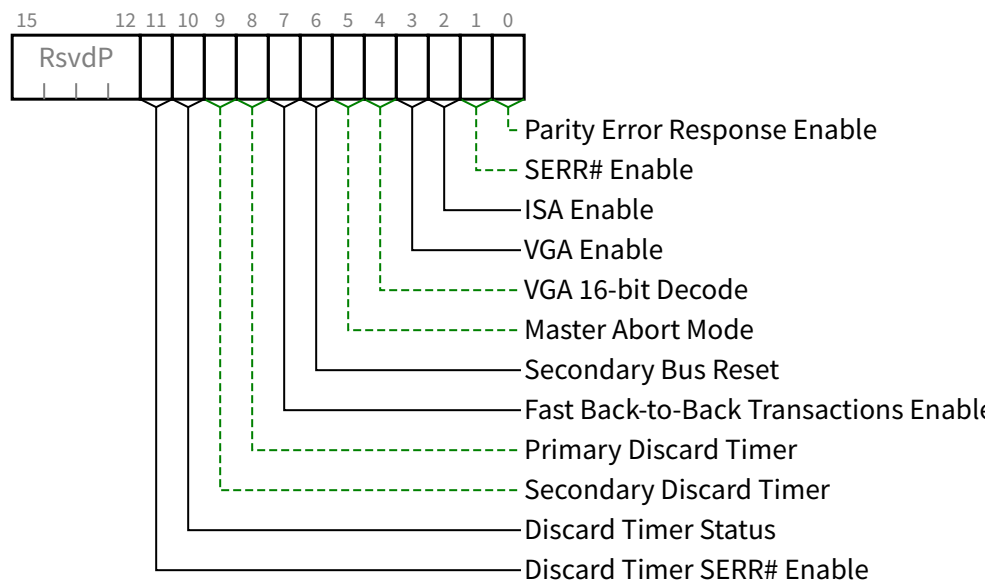 15 12 11 10 9 8 7 6 5 4 3 2 1 0
RsvdP
Parity Error Response Enable
SERR# Enable
ISA Enable
VGA Enable
VGA 16-bit Decode
Master Abort Mode
Secondary Bus Reset
Fast Back-to-Back Transactions Enable
Primary Discard Timer
Secondary Discard Timer
Discard Timer Status
Discard Timer SERR# Enable